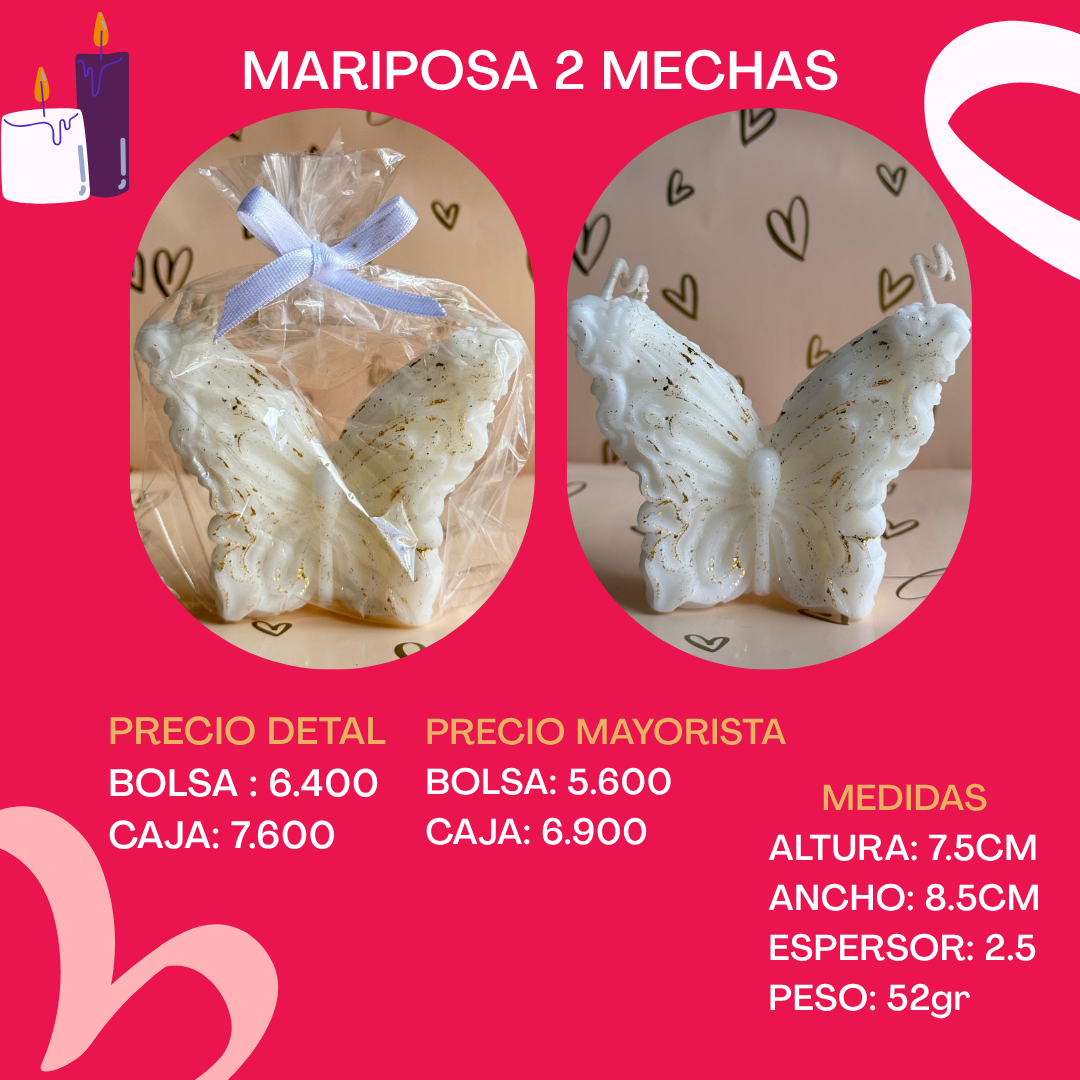 MARIPOSA 2 MECHAS
PRECIO DETAL
BOLSA : 6.400
CAJA: 7.600
PRECIO MAYORISTA
BOLSA: 5.600
CAJA: 6.900
MEDIDAS
ALTURA: 7.5CM
ANCHO: 8.5CM
ESPERSOR: 2.5
PESO: 52gr